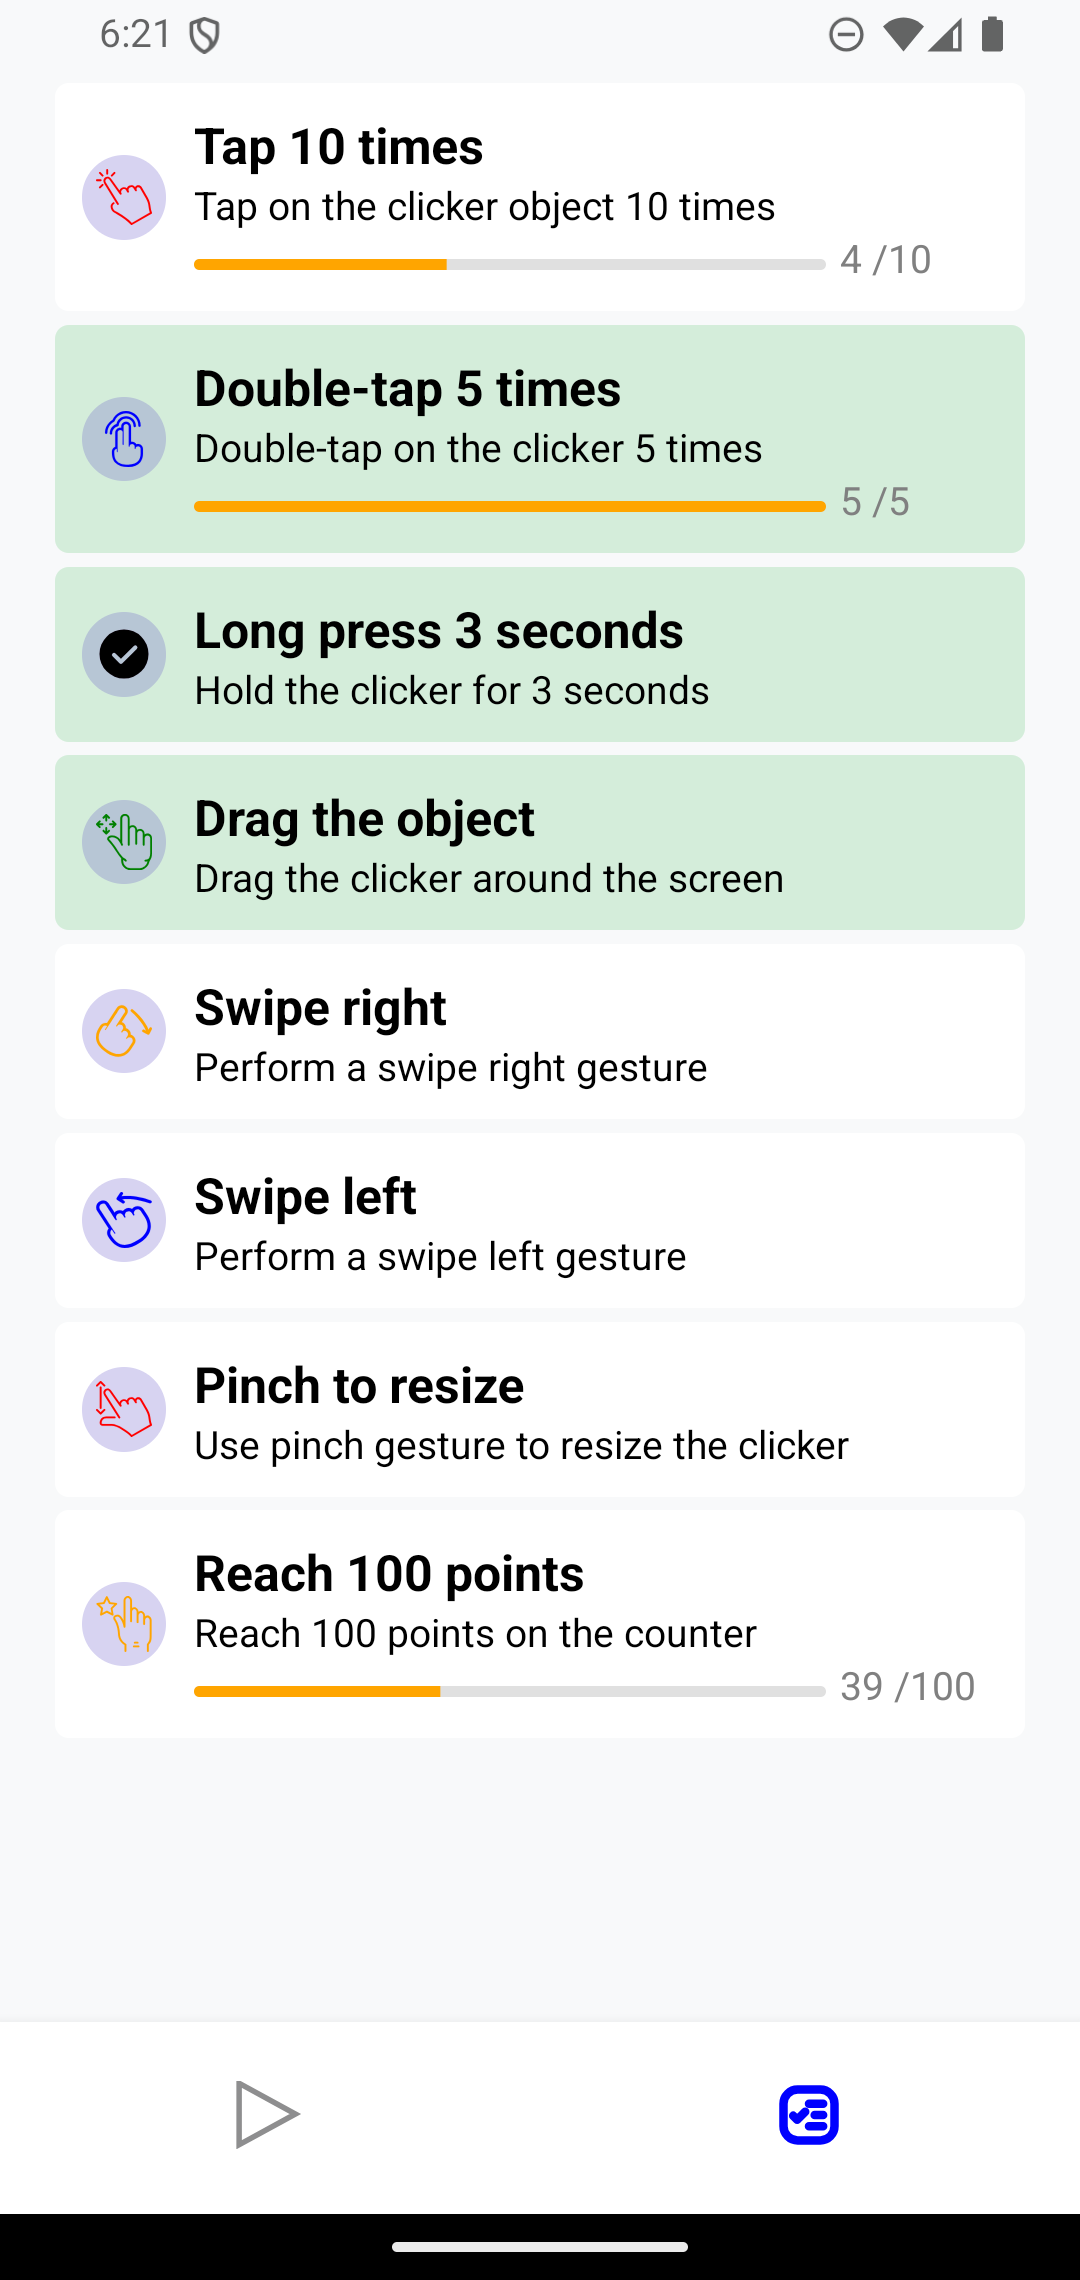 6:21
Tap 10 times
Tap on the clicker object 10 times
4 /10
Double-tap 5 times
Double-tap on the clicker 5 times
5 /5
Long press 3 seconds
Hold the clicker for 3 seconds
Drag the object
Drag the clicker around the screen
Swipe right
Perform a swipe right gesture
Swipe left
Perform a swipe left gesture
Pinch to resize
Use pinch gesture to resize the clicker
Reach 100 points
Reach 100 points on the counter
39 /100